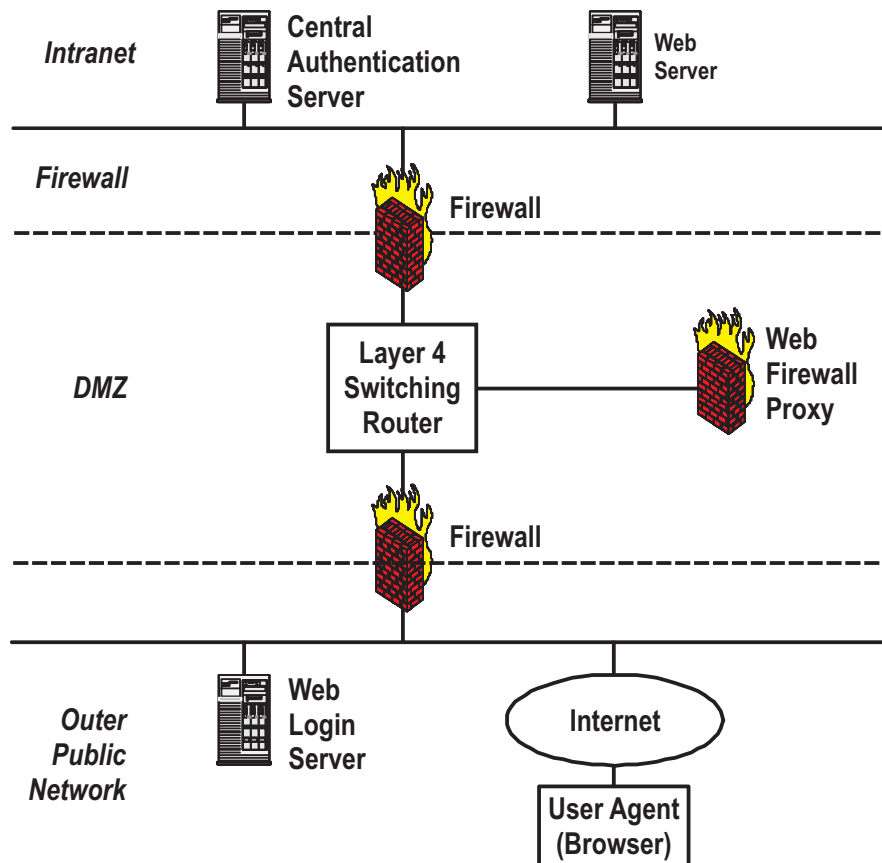 Intranet
Central
Authentication
Server
Web
Server
Firewall
Firewall
DMZ
Layer 4
Switching
Router
Web
Firewall
Proxy
Firewall
Outer
Public
Network
Web
Login
Server
Internet
User Agent
(Browser)